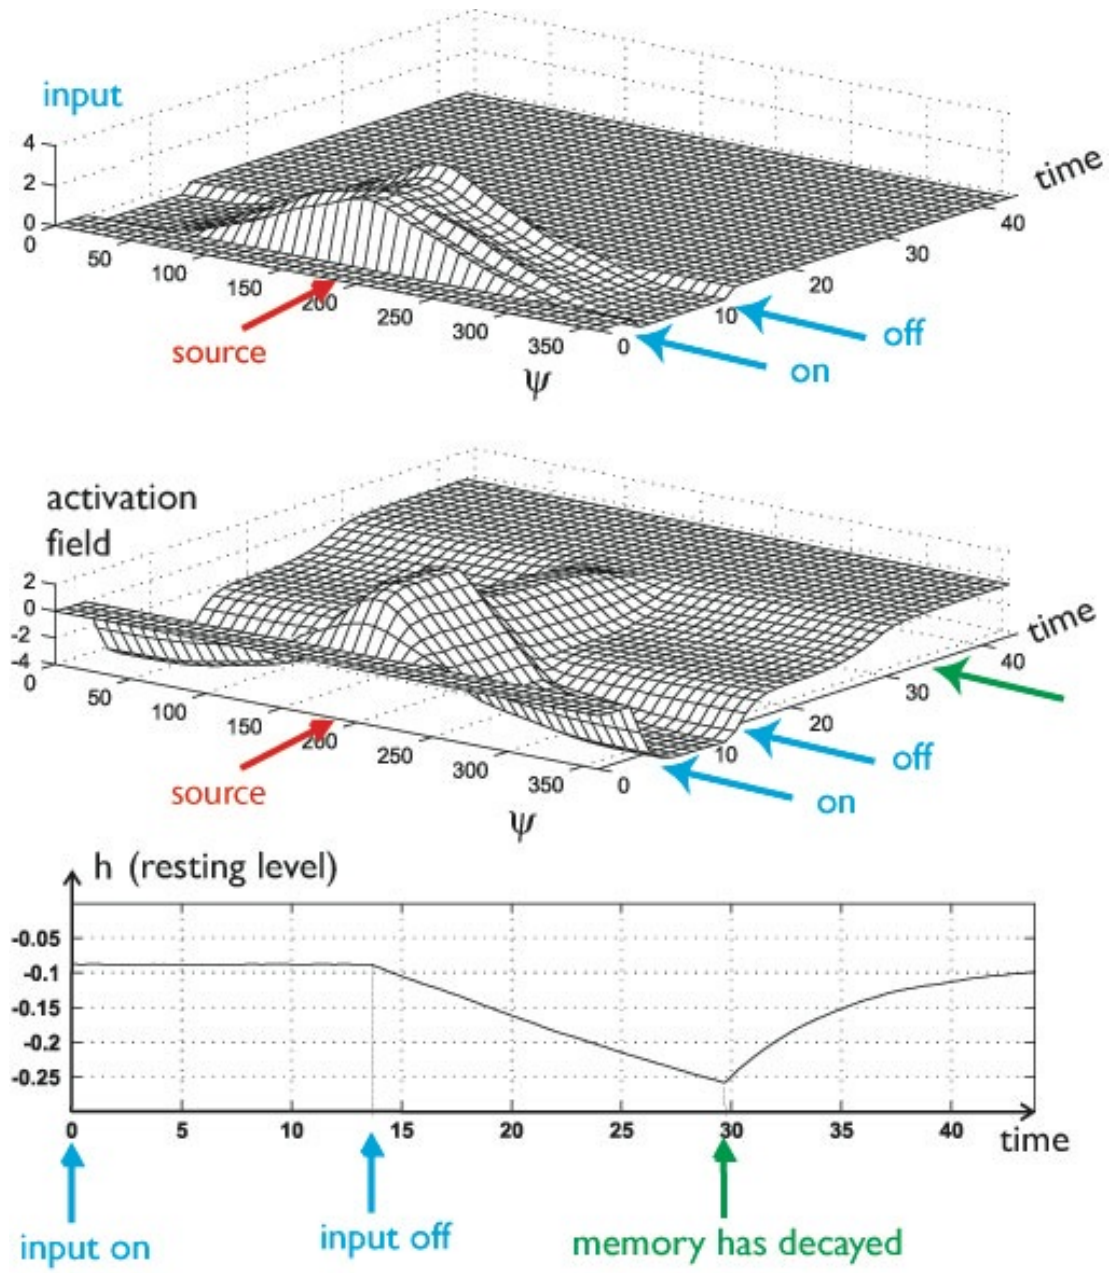 input
4
2
0
0
50
100
150
200
250
300
350
0
10
20
30
40
time
off
on
source
ψ
activation
field
2
0
-2
-4
0
50
100
150
200
250
300
350
0
10
20
30
40
time
off
on
source
ψ
h (resting level)
-0.05
-0.1
-0.15
-0.2
-0.25
0 5 10 15 20 25 30 35 40 time
input on input off memory has decayed